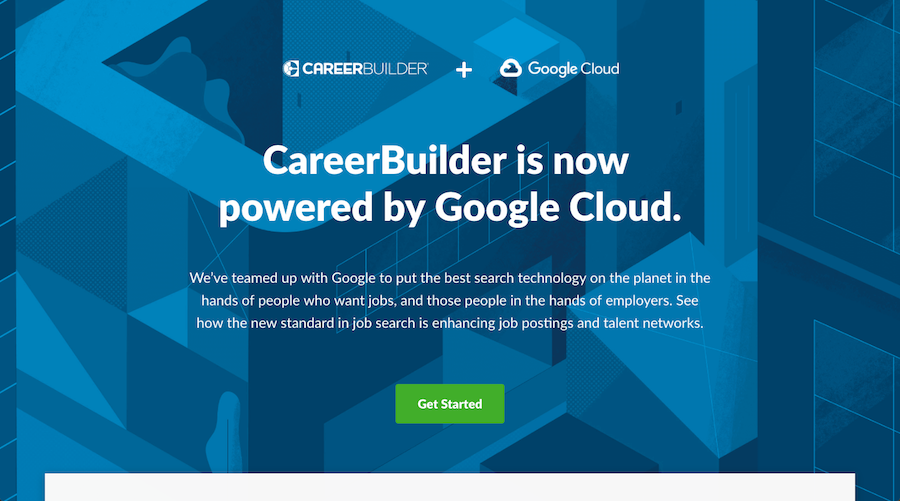 CAREERBUILDER + Google Cloud
CareerBuilder is now
powered by Google Cloud.
We've teamed up with Google to put the best search technology on the planet in the
hands of people who want jobs, and those people in the hands of employers. See
how the new standard in job search is enhancing job postings and talent networks.
Get Started